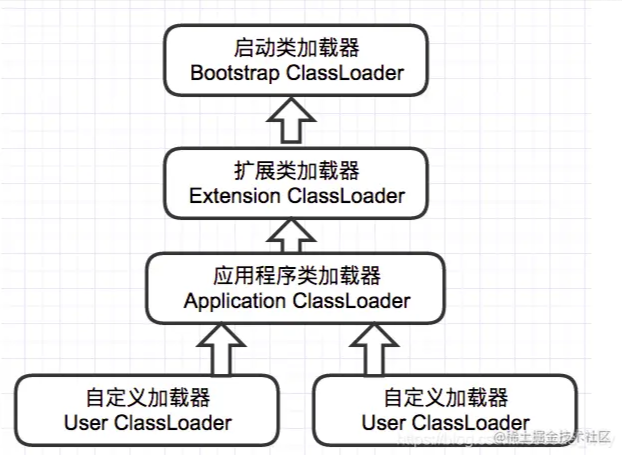 启动类加载器
Bootstrap ClassLoader
扩展类加载器
Extension ClassLoader
应用程序类加载器
Application ClassLoader
自定义加载器
User ClassLoader
自定义加载器
User ClassLoader
@稀土掘金技术社区